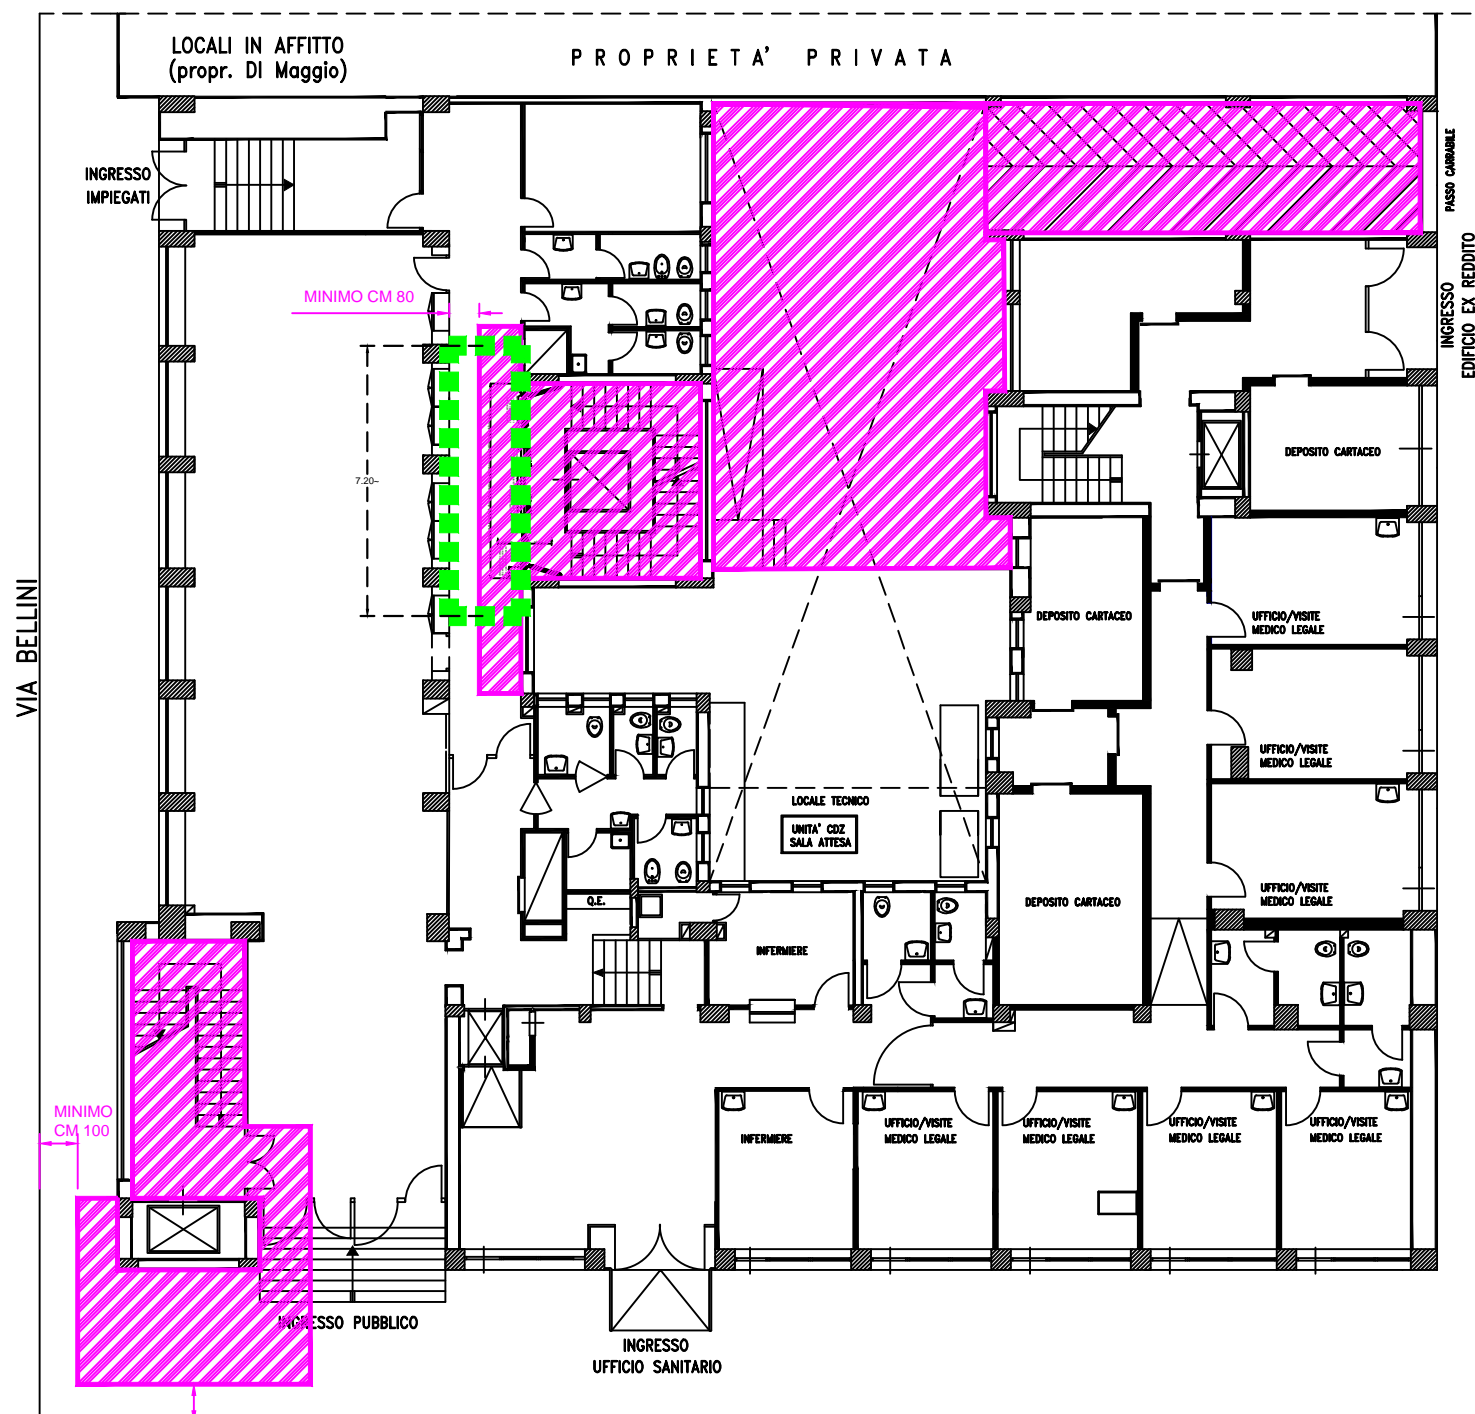 LOCALI IN AFFITTO
(propr. DI Maggio)
PROPRIETA' PRIVATA
INGRESSO
IMPIEGATI
PASSO CARRABILE
INGRESSO
EDIFICIO EX REDDITO
MINIMO CM 80
7.20
DEPOSITO CARTACEO
VIA BELLINI
DEPOSITO CARTACEO
UFFICIO/VISITE
MEDICO LEGALE
UFFICIO/VISITE
MEDICO LEGALE
LOCALE TECNICO
UNITA' CDZ
SALA ATTESA
UFFICIO/VISITE
MEDICO LEGALE
Q.E.
DEPOSITO CARTACEO
INFERMIERE
MINIMO
CM 100
INFERMIERE
UFFICIO/VISITE
MEDICO LEGALE
UFFICIO/VISITE
MEDICO LEGALE
UFFICIO/VISITE
MEDICO LEGALE
UFFICIO/VISITE
MEDICO LEGALE
INGRESSO PUBBLICO
INGRESSO
UFFICIO SANITARIO